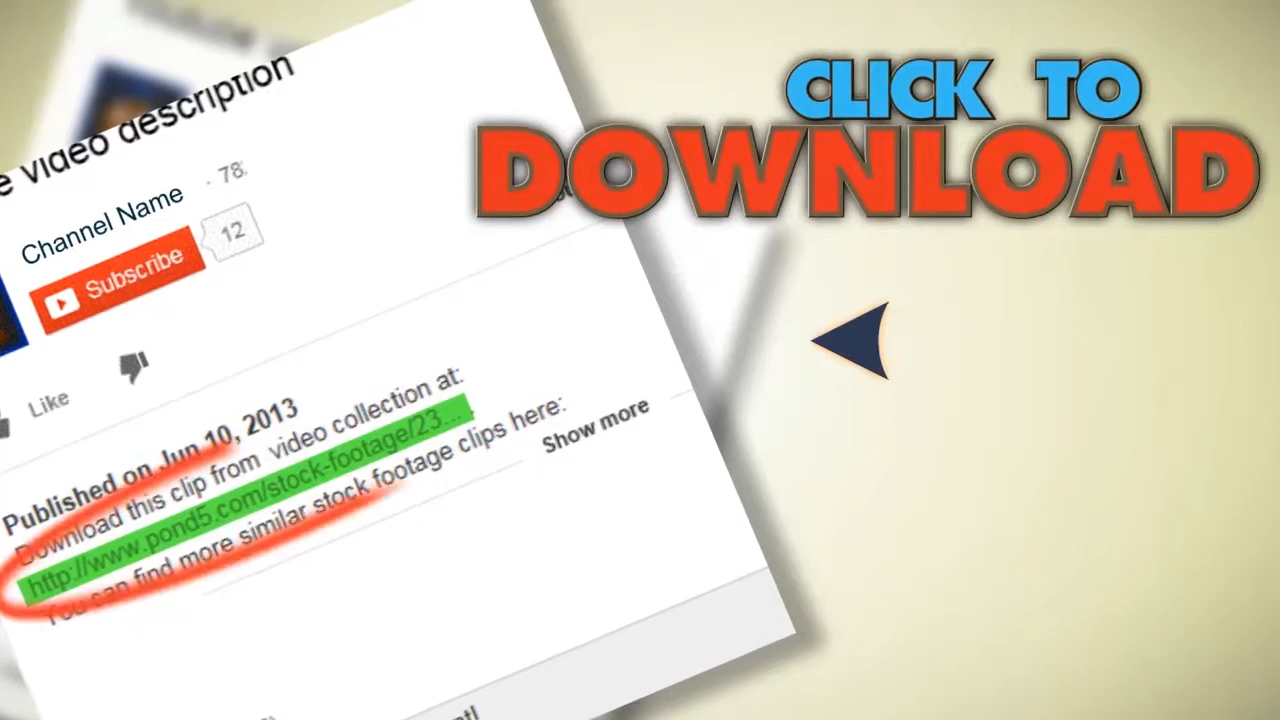 CLICK TO
DOWNLOAD
e video description
Channel Name
· 78
Subscribe
12
Like
Published on Jun 10, 2013
Download this clip from video collection at:
http://www.pond5.com/stock-footage/23...
You can find more similar stock footage clips here:
Show more